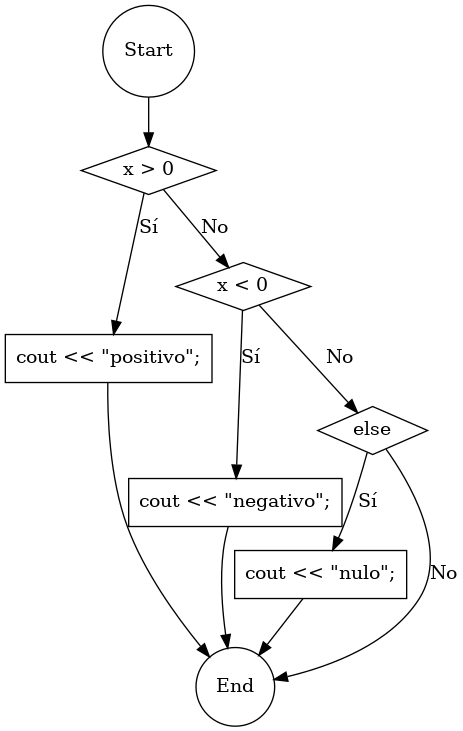 Start
x > 0
Sí
No
x < 0
cout << "positivo";
Sí
No
else
cout << "negativo";
Sí
No
cout << "nulo";
End